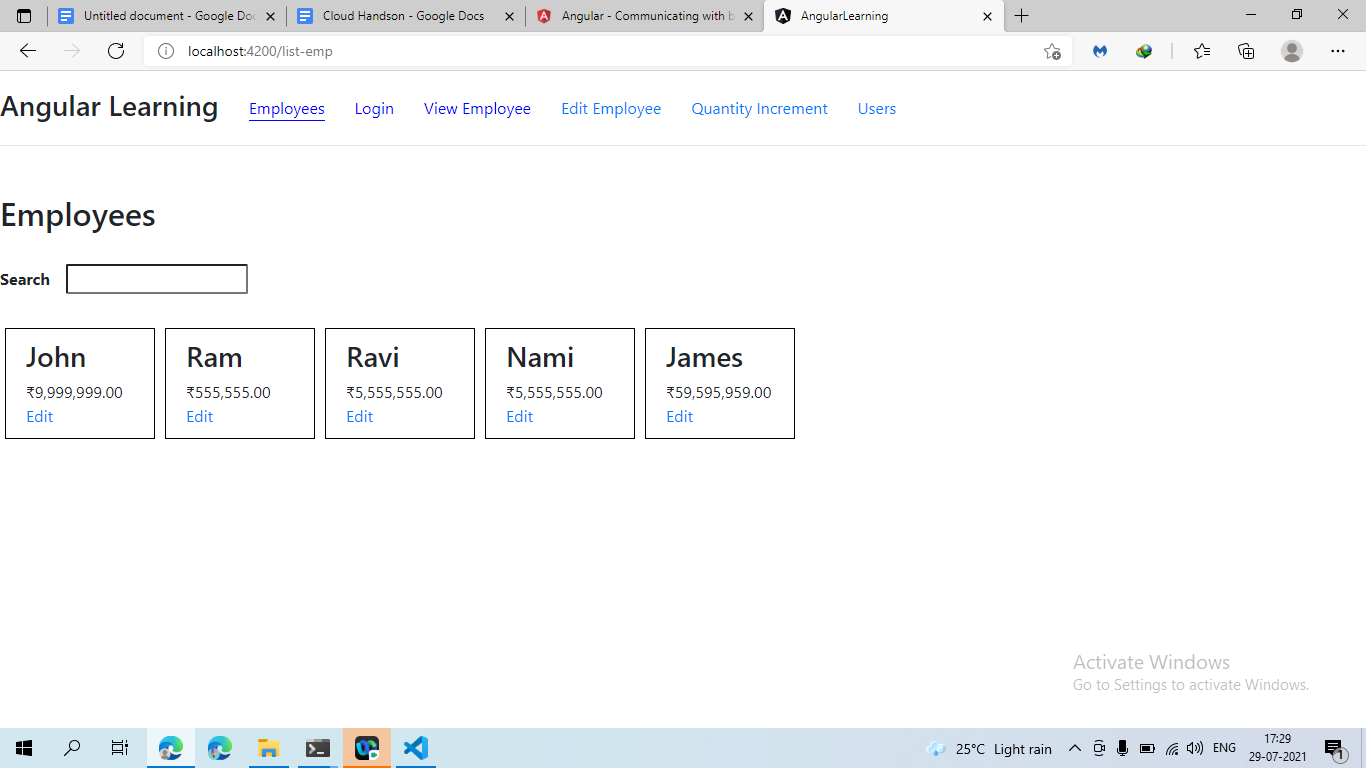 Untitled document - Google Doc
Cloud Handson - Google Docs
Angular - Communicating with b
AngularLearning
localhost:4200/list-emp
Angular Learning Employees Login View Employee Edit Employee Quantity Increment Users
Employees
Search
John Ram Ravi Nami James
₹9,999,999.00 ₹555,555.00 ₹5,555,555.00 ₹5,555,555.00 ₹59,595,959.00
Edit Edit Edit Edit Edit
Activate Windows
Go to Settings to activate Windows.
25°C Light rain ENG 17:29
29-07-2021 1